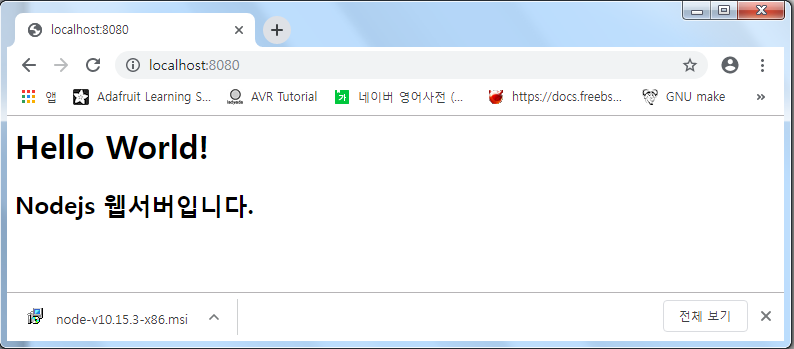 localhost:8080
localhost:8080
앱 Adafruit Learning S... AVR Tutorial 네이버 영어사전 (... https://docs.freebs... GNU make »
Hello World!
Nodejs 웹서버입니다.
node-v10.15.3-x86.msi 전체 보기